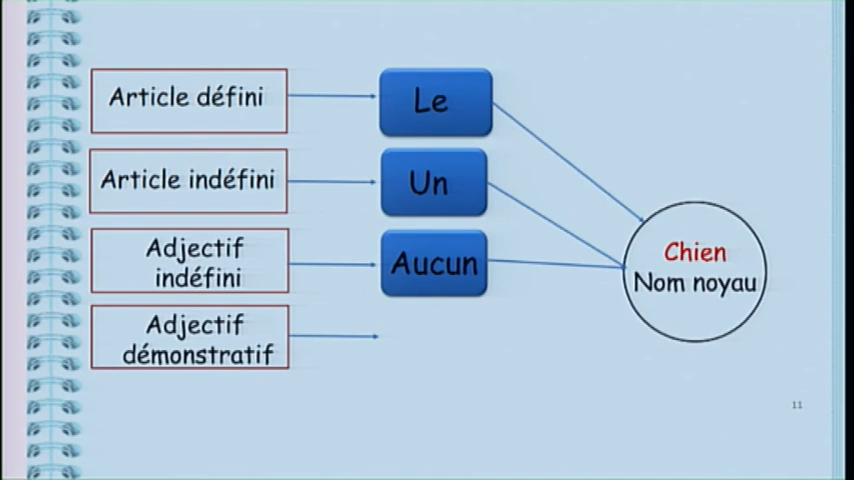 Article défini
Le
Article indéfini
Un
Adjectif
indéfini
Aucun
Chien
Nom noyau
Adjectif
démonstratif
11